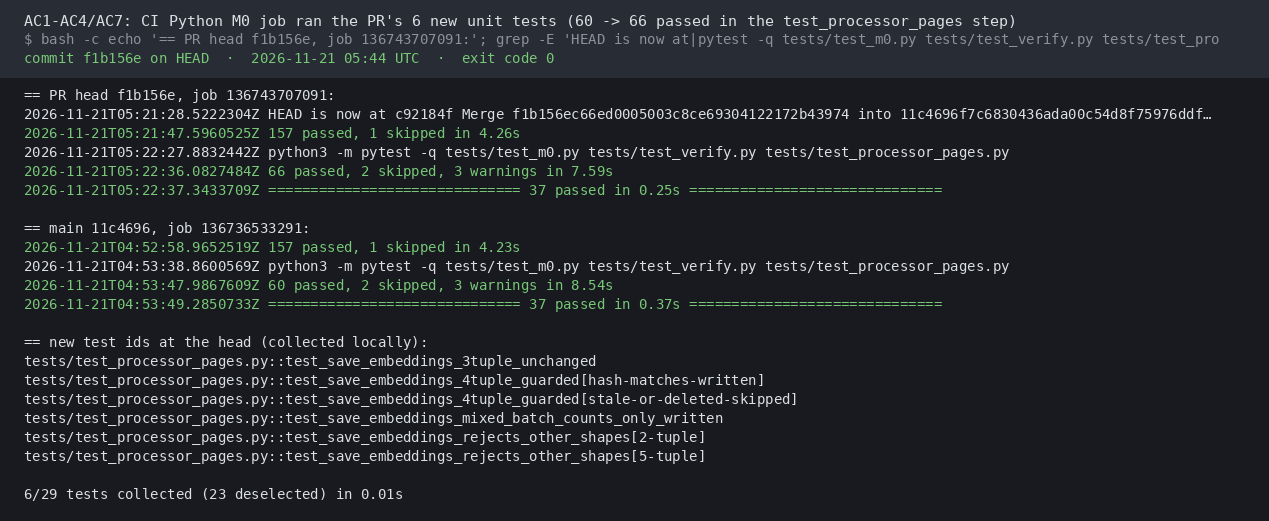 AC1-AC4/AC7: CI Python M0 job ran the PR's 6 new unit tests (60 -> 66 passed in the test_processor_pages step)
$ bash -c echo '== PR head f1b156e, job 136743707091:'; grep -E 'HEAD is now at|pytest -q tests/test_m0.py tests/test_verify.py tests/test_pro
commit f1b156e on HEAD · 2026-11-21 05:44 UTC · exit code 0
== PR head f1b156e, job 136743707091:
2026-11-21T05:21:28.5222304Z HEAD is now at c92184f Merge f1b156ec66ed0005003c8ce69304122172b43974 into 11c4696f7c6830436ada00c54d8f75976ddf…
2026-11-21T05:21:47.5960525Z 157 passed, 1 skipped in 4.26s
2026-11-21T05:22:27.8832442Z python3 -m pytest -q tests/test_m0.py tests/test_verify.py tests/test_processor_pages.py
2026-11-21T05:22:36.0827484Z 66 passed, 2 skipped, 3 warnings in 7.59s
2026-11-21T05:22:37.3433709Z ============================== 37 passed in 0.25s ==============================
== main 11c4696, job 136736533291:
2026-11-21T04:52:58.9652519Z 157 passed, 1 skipped in 4.23s
2026-11-21T04:53:38.8600569Z python3 -m pytest -q tests/test_m0.py tests/test_verify.py tests/test_processor_pages.py
2026-11-21T04:53:47.9867609Z 60 passed, 2 skipped, 3 warnings in 8.54s
2026-11-21T04:53:49.2850733Z ============================== 37 passed in 0.37s ==============================
== new test ids at the head (collected locally):
tests/test_processor_pages.py::test_save_embeddings_3tuple_unchanged
tests/test_processor_pages.py::test_save_embeddings_4tuple_guarded[hash-matches-written]
tests/test_processor_pages.py::test_save_embeddings_4tuple_guarded[stale-or-deleted-skipped]
tests/test_processor_pages.py::test_save_embeddings_mixed_batch_counts_only_written
tests/test_processor_pages.py::test_save_embeddings_rejects_other_shapes[2-tuple]
tests/test_processor_pages.py::test_save_embeddings_rejects_other_shapes[5-tuple]
6/29 tests collected (23 deselected) in 0.01s